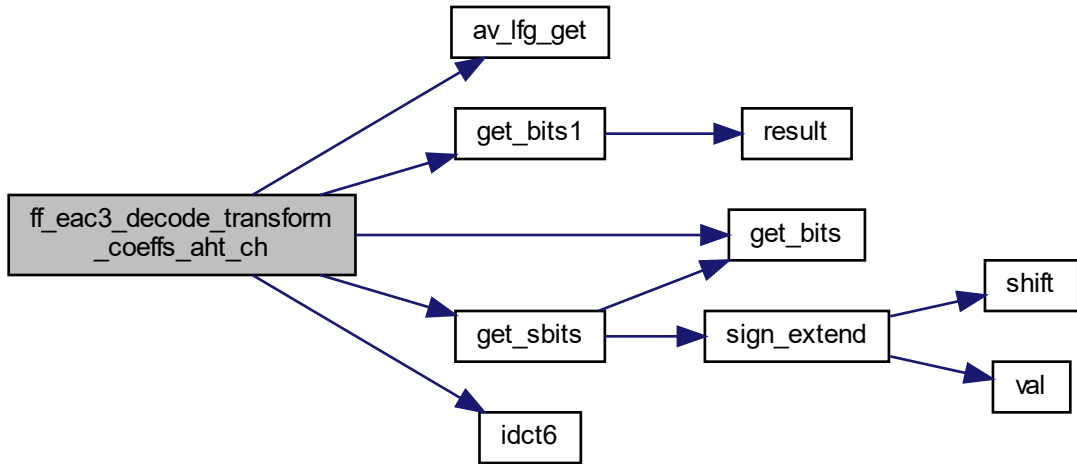 av_lfg_get
get_bits1
result
ff_eac3_decode_transform
_coeffs_aht_ch
get_bits
shift
get_sbits
sign_extend
val
idct6